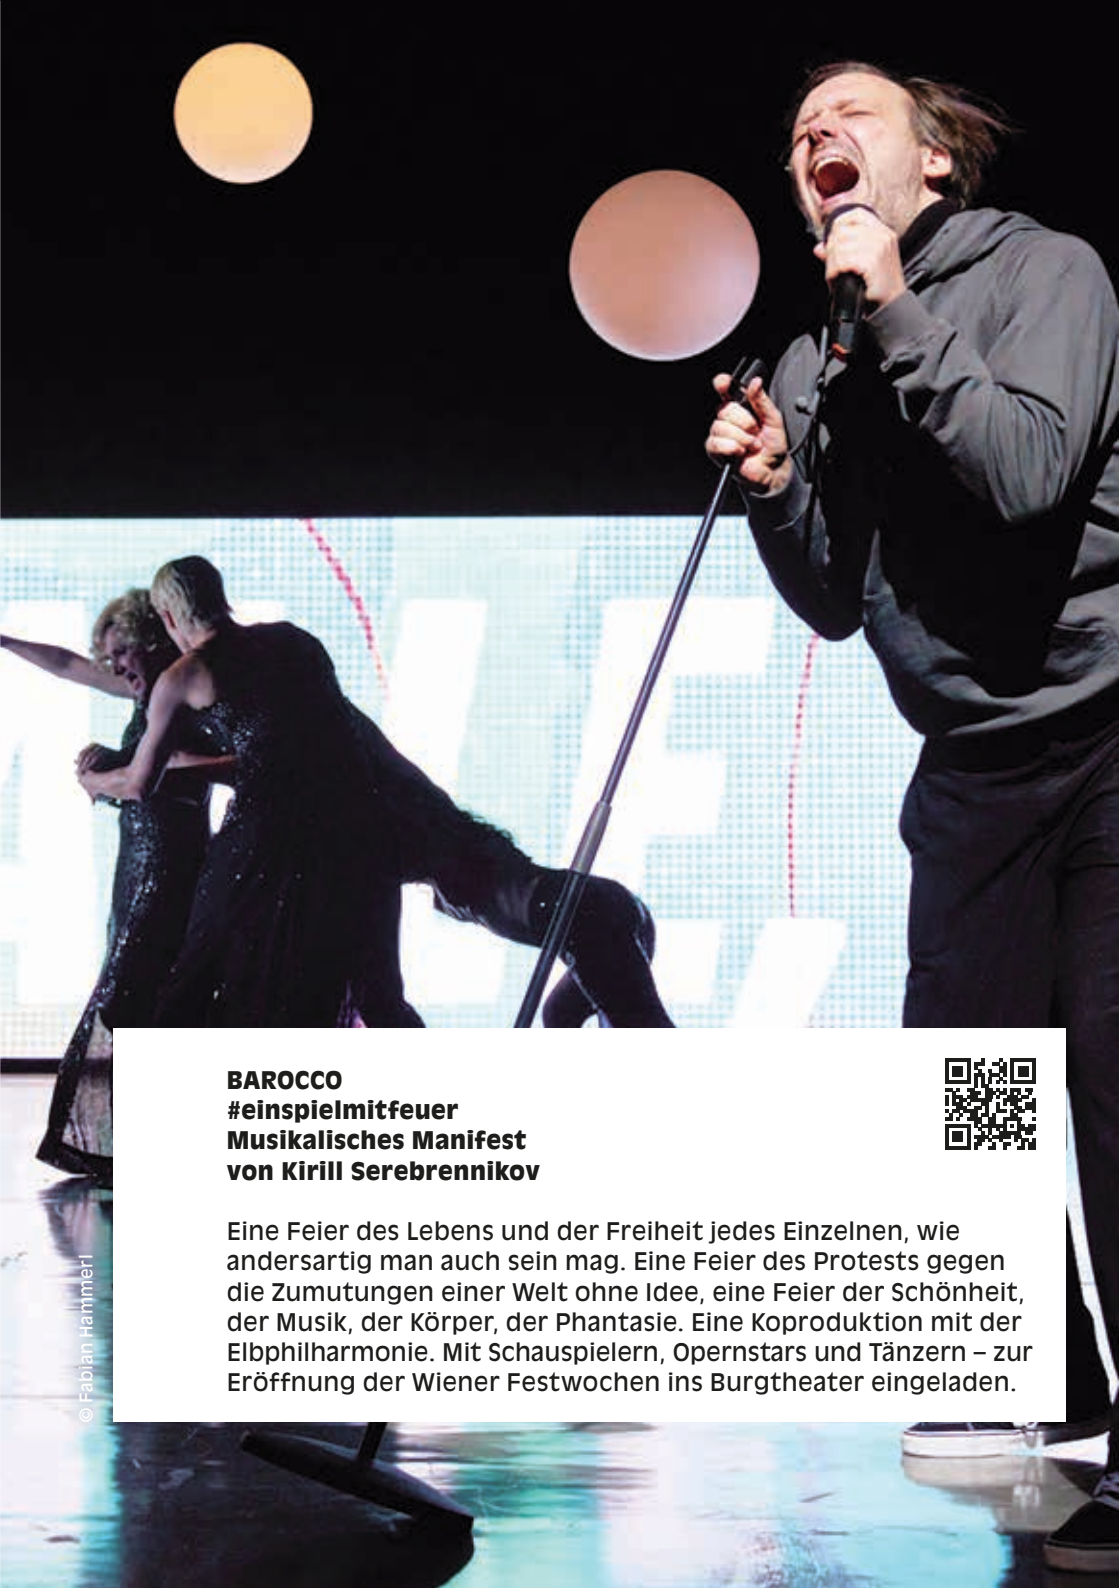 BAROCCO
#einspielmitfeuer
Musikalisches Manifest
von Kirill Serebrennikov
Eine Feier des Lebens und der Freiheit jedes Einzelnen, wie
andersartig man auch sein mag. Eine Feier des Protests gegen
die Zumutungen einer Welt ohne Idee, eine Feier der Schönheit,
der Musik, der Körper, der Phantasie. Eine Koproduktion mit der
Elbphilharmonie. Mit Schauspielern, Opernstars und Tänzern – zur
Eröffnung der Wiener Festwochen ins Burgtheater eingeladen.
© Fabian Hammerl